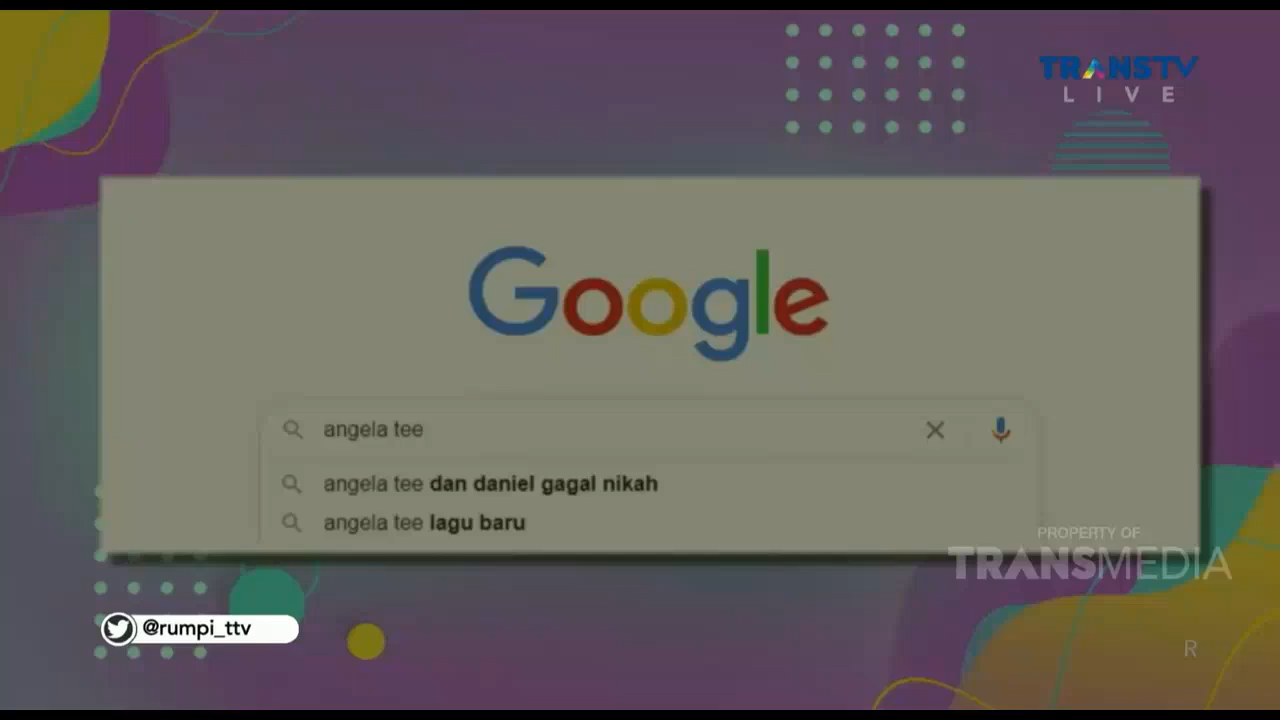 TRANSTV
LIVE
Google
angela tee
angela tee dan daniel gagal nikah
angela tee lagu baru
PROPERTY OF
TRANSMEDIA
@rumpi_ttv
R